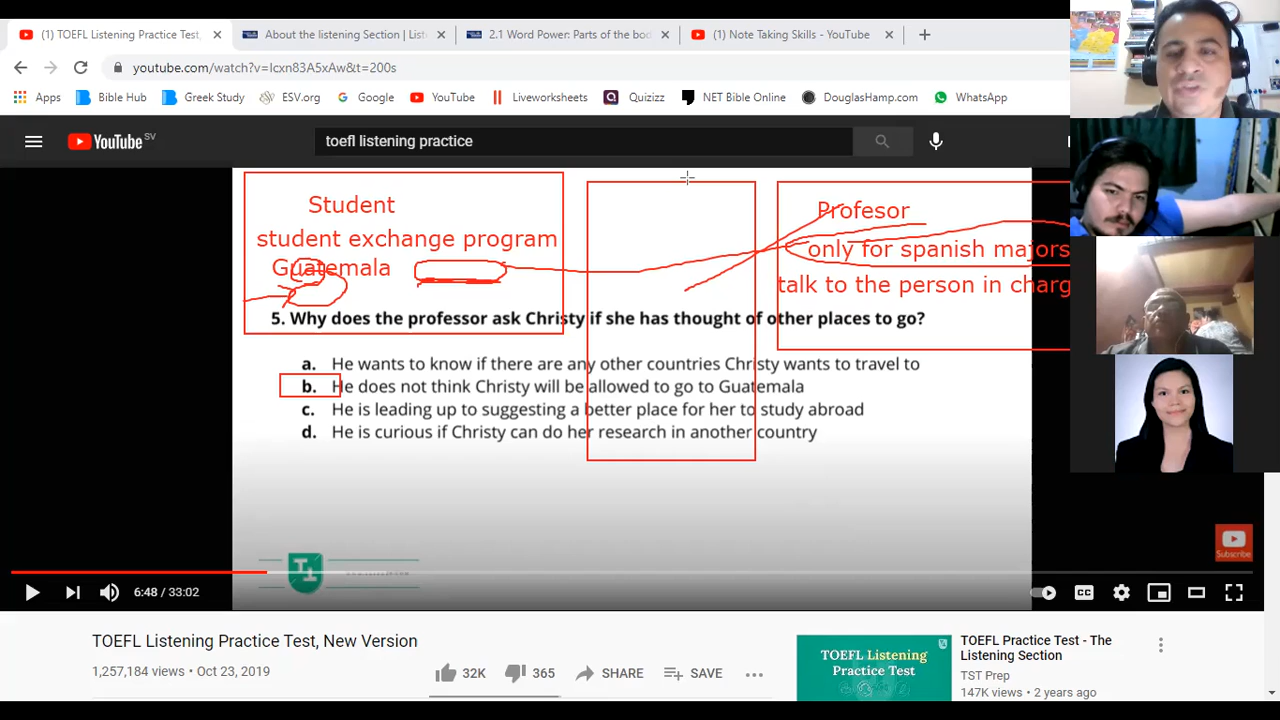 (1) TOEFL Listening Practice Test,
About the listening Section
2.1 Word Power: Parts of the bo
(1) Note Taking Skills - YouTube
youtube.com/watch?v=Icxn83A5xAw&t=200s
Apps
Bible Hub
Greek Study
ESV.org
Google
YouTube
Liveworksheets
Quizizz
NET Bible Online
DouglasHamp.com
WhatsApp
YouTube SV
toefl listening practice
Student
student exchange program
Guatemala
Profesor
only for spanish majors
talk to the person in charg
5. Why does the professor ask Christy if she has thought of other places to go?
a. He wants to know if there are any other countries Christy wants to travel to
b. He does not think Christy will be allowed to go to Guatemala
c. He is leading up to suggesting a better place for her to study abroad
d. He is curious if Christy can do her research in another country
T1
Subscribe
6:48 / 33:02
CC
TOEFL Listening Practice Test, New Version
1,257,184 views • Oct 23, 2019
32K
365
SHARE
SAVE
TOEFL Listening
Practice Test
TOEFL Practice Test - The
Listening Section
TST Prep
147K views • 2 years ago